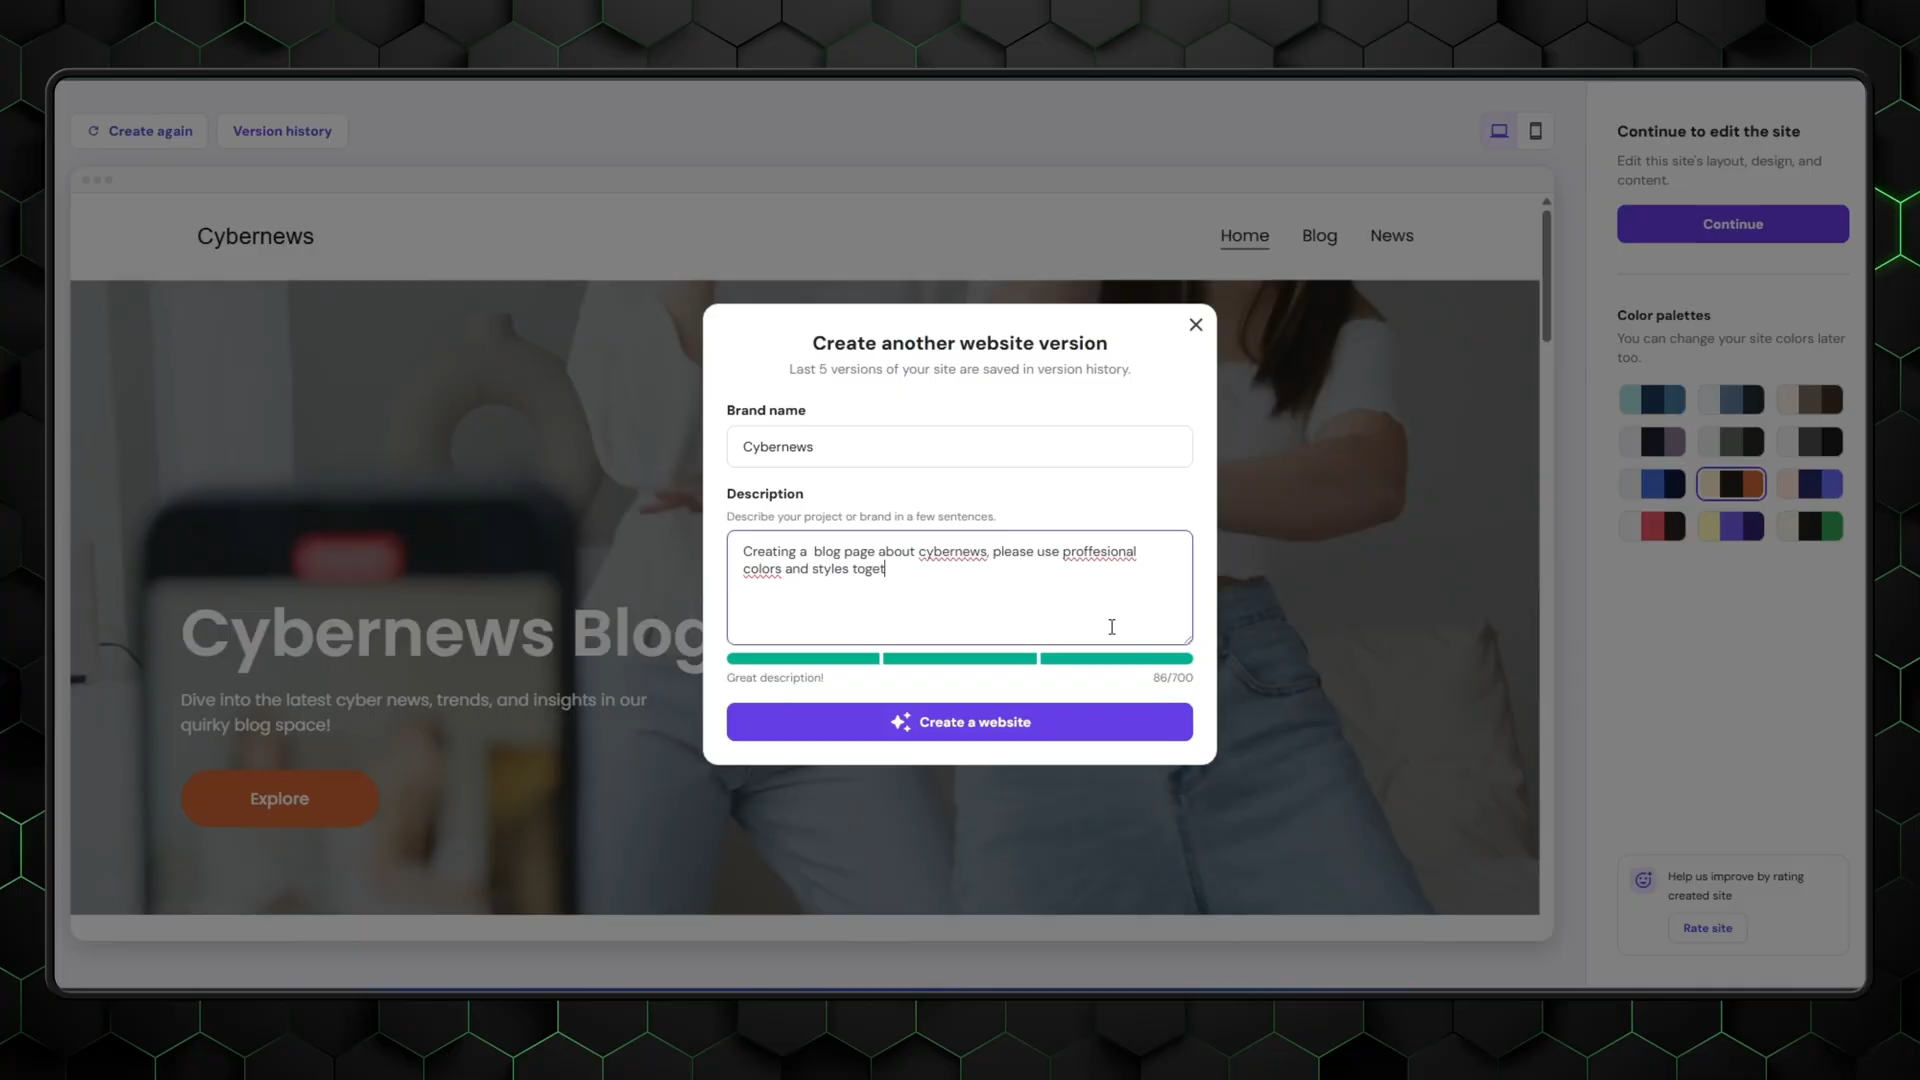 Create again
Version history
Continue to edit the site
Edit this site's layout, design, and
content.
Continue
Cybernews
Home
Blog
News
Color palettes
You can change your site colors later
too.
Create another website version
Last 5 versions of your site are saved in version history.
Brand name
Cybernews
Description
Describe your project or brand in a few sentences.
Creating a  blog page about cybernews, please use proffesional
colors and styles toget
Great description!
86/700
Create a website
Cybernews Blog
Dive into the latest cyber news, trends, and insights in our
quirky blog space!
Explore
Help us improve by rating
created site
Rate site